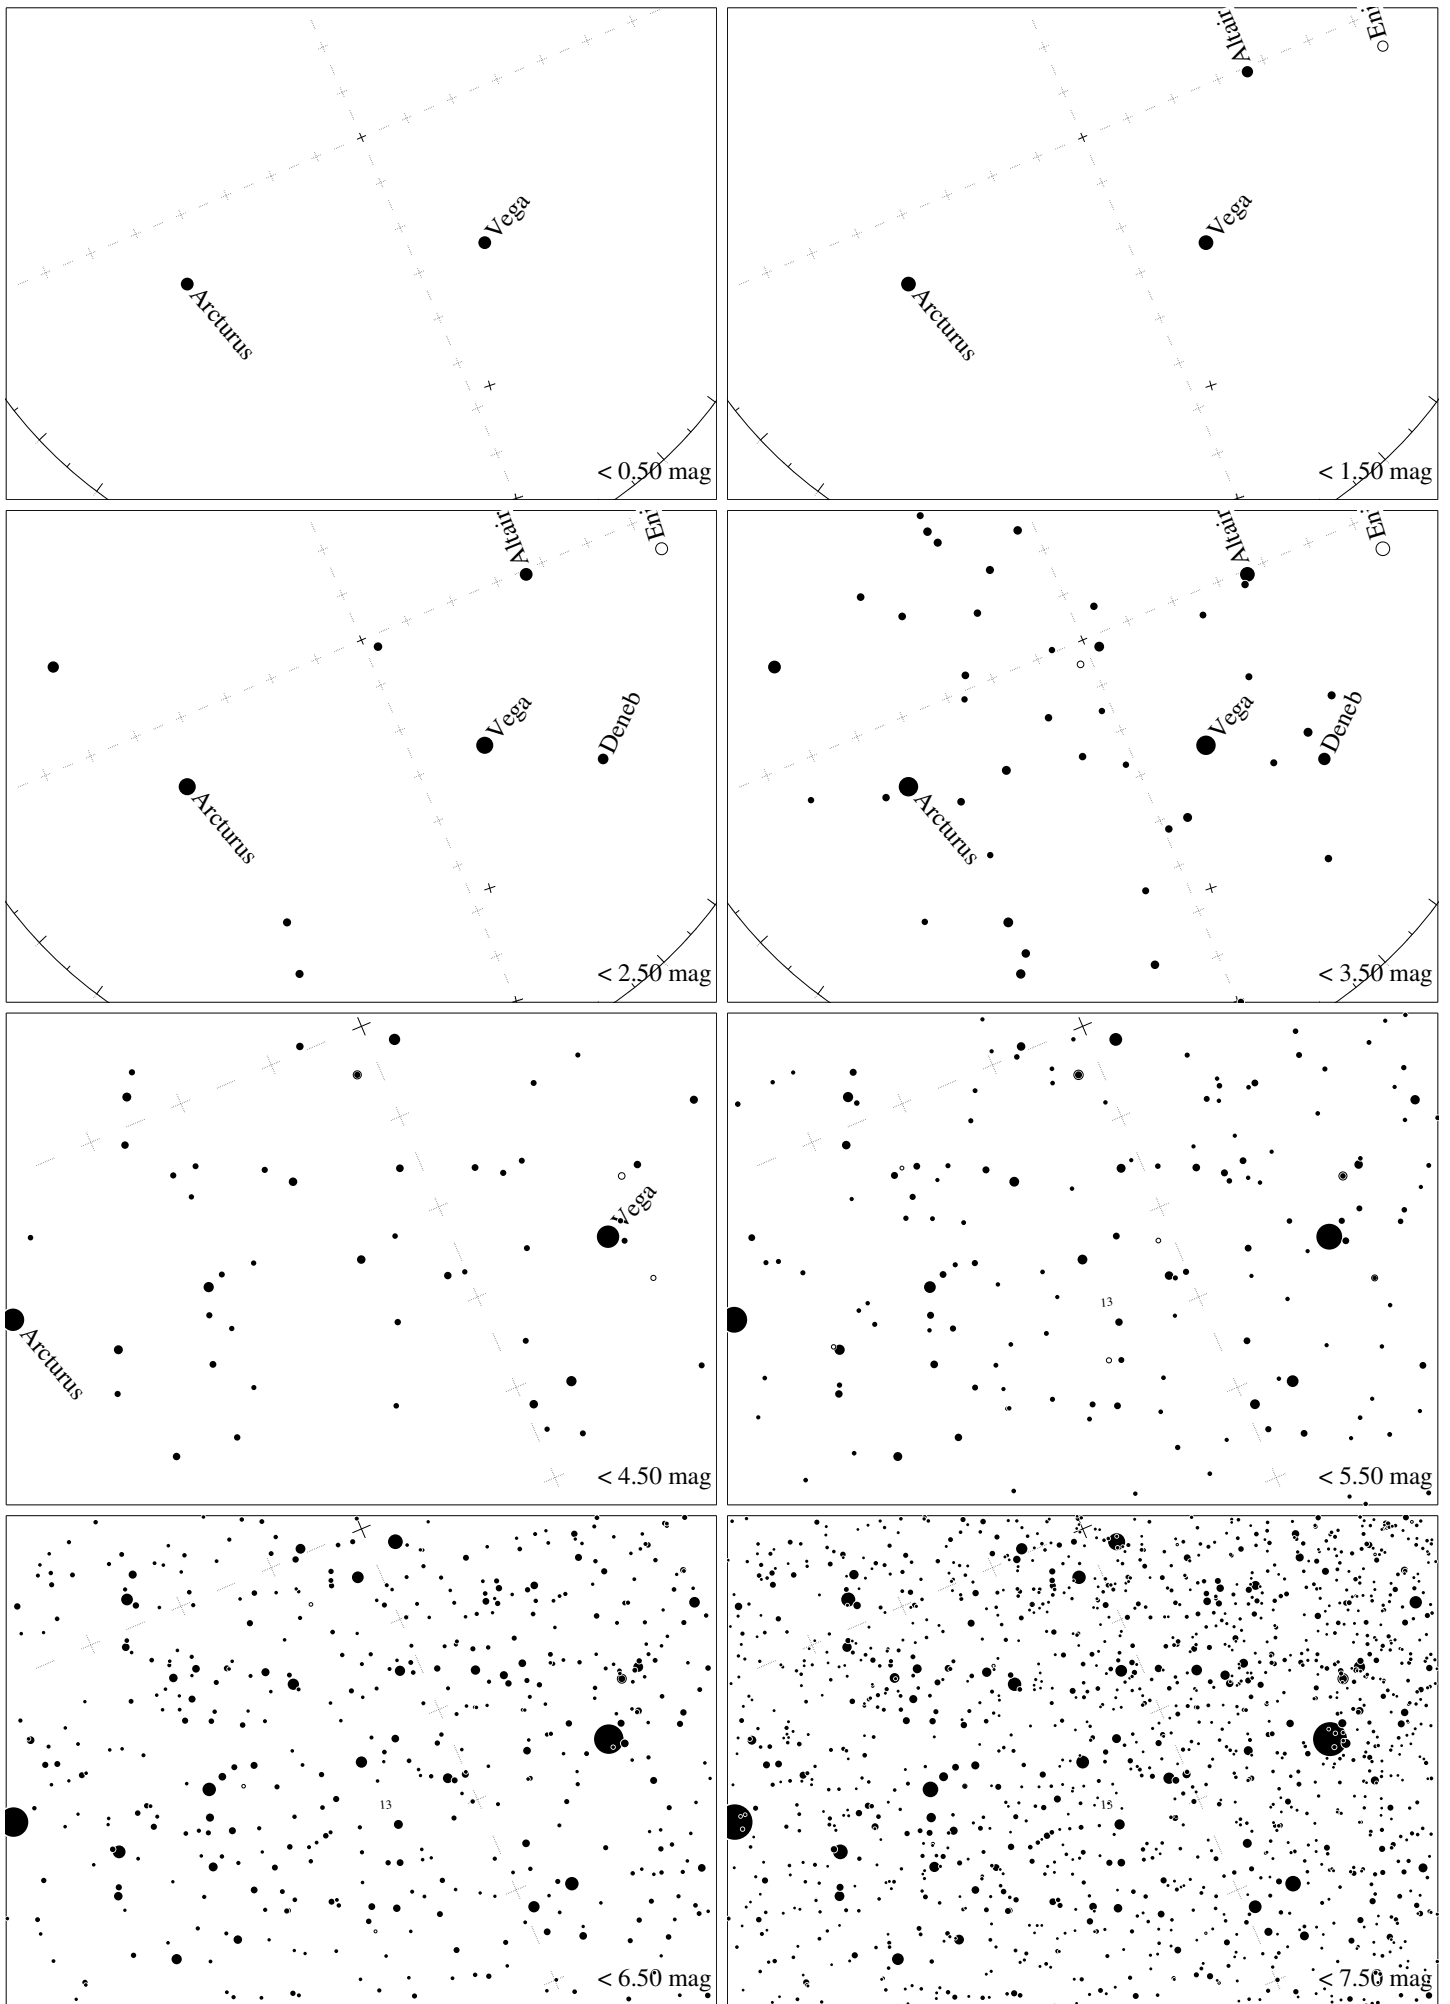 Altair
Vega
Vega
Arcturus
Arcturus
< 0.50 mag
< 1.50 mag
Altair
Altair
Vega
Deneb
Vega
Deneb
Arcturus
Arcturus
< 2.50 mag
< 3.50 mag
Vega
13
Arcturus
< 4.50 mag
< 5.50 mag
13
< 6.50 mag
< 7.50 mag